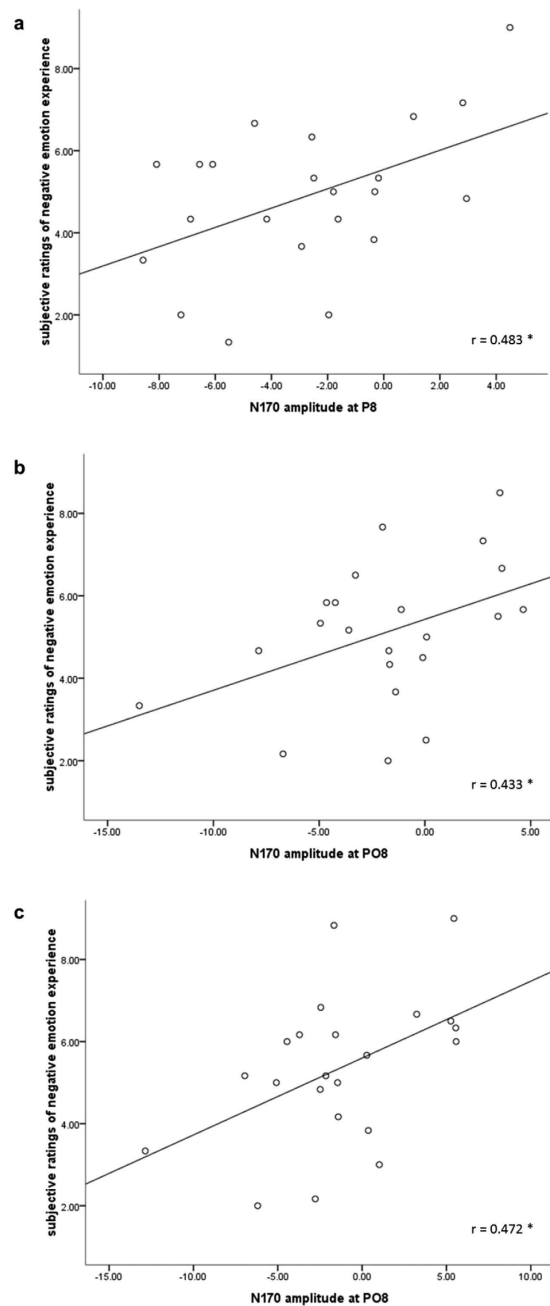 a
subjective ratings of negative emotion experience
8.00
6.00
4.00
2.00
r = 0.483 *
-10.00 -8.00 -6.00 -4.00 -2.00 0.00 2.00 4.00
N170 amplitude at P8
b
subjective ratings of negative emotion experience
8.00
6.00
4.00
2.00
r = 0.433 *
-15.00 -10.00 -5.00 0.00 5.00
N170 amplitude at PO8
c
subjective ratings of negative emotion experience
8.00
6.00
4.00
2.00
r = 0.472 *
-15.00 -10.00 -5.00 0.00 5.00 10.00
N170 amplitude at PO8